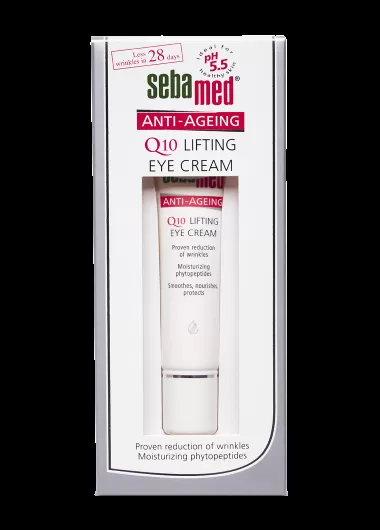 Less
wrinkles in 28 days
ideal for
pH
5.5
healthy skin
sebamed
ANTI-AGEING
Q10 LIFTING
EYE CREAM
sebamed
ANTI-AGEING
Q10 LIFTING
EYE CREAM
Proven reduction
of wrinkles
Moisturizing
phytopeptides
Smoothes, nourishes,
protects
Proven reduction of wrinkles
Moisturizing phytopeptides